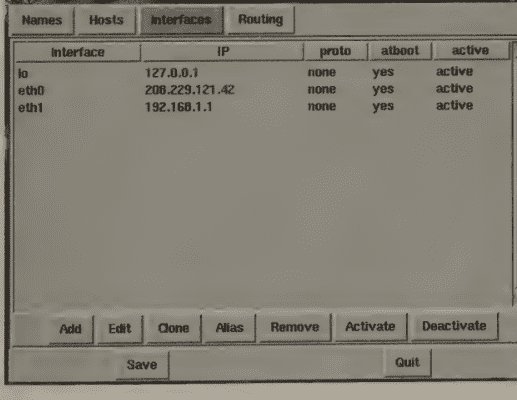 Names Hosts Interfaces Routing
Interface IP proto atboot active
lo 127.0.0.1 none yes active
eth0 208.229.121.42 none yes active
eth1 192.168.1.1 none yes active
Add Edit Clone Alias Remove Activate Deactivate
Save Quit